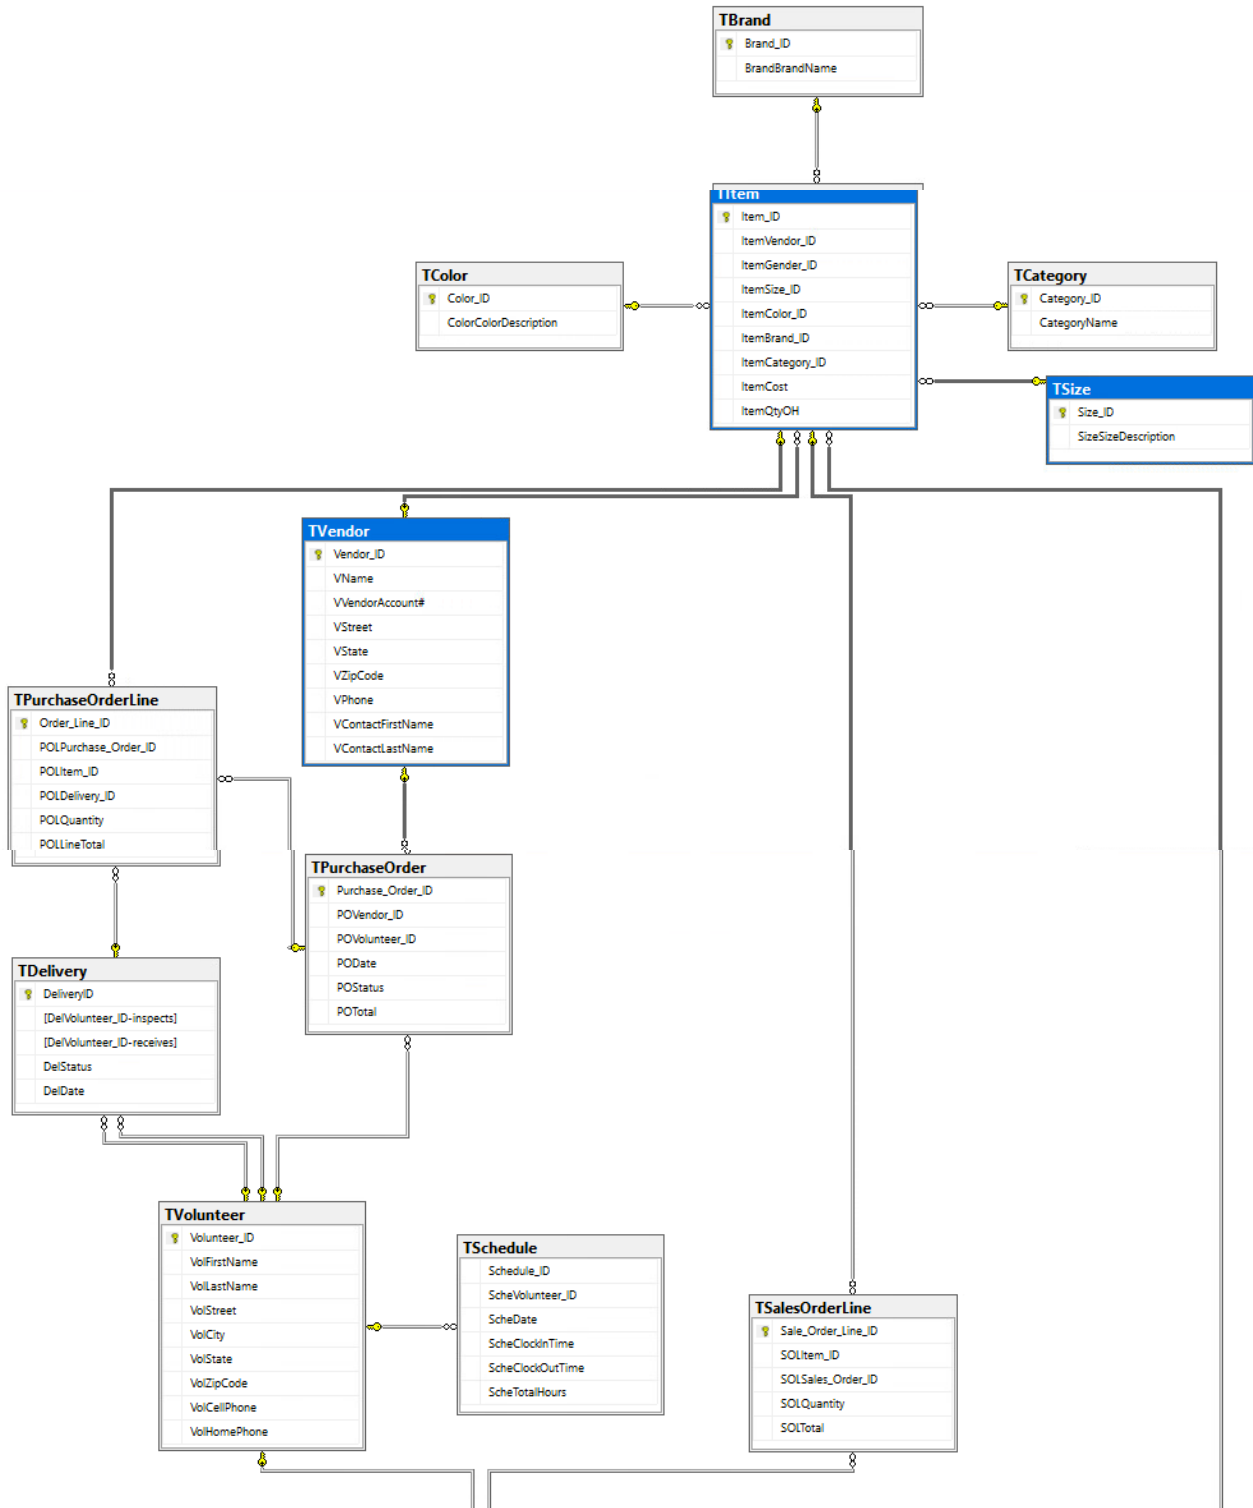 TBrand
Brand_ID
BrandBrandName
TItem
Item_ID
ItemVendor_ID
ItemGender_ID
ItemSize_ID
ItemColor_ID
ItemBrand_ID
ItemCategory_ID
ItemCost
ItemQtyOH
TColor
Color_ID
ColorColorDescription
TCategory
Category_ID
CategoryName
TSize
Size_ID
SizeSizeDescription
TVendor
Vendor_ID
VName
VVendorAccount#
VStreet
VState
VZipCode
VPhone
VContactFirstName
VContactLastName
TPurchaseOrderLine
Order_Line_ID
POLPurchase_Order_ID
POLItem_ID
POLDelivery_ID
POLQuantity
POLLineTotal
TPurchaseOrder
Purchase_Order_ID
POVendor_ID
POVolunteer_ID
PODate
POStatus
POTotal
TDelivery
DeliveryID
[DelVolunteer_ID-inspects]
[DelVolunteer_ID-receives]
DelStatus
DelDate
TVolunteer
Volunteer_ID
VolFirstName
VolLastName
VolStreet
VolCity
VolState
VolZipCode
VolCellPhone
VolHomePhone
TSchedule
Schedule_ID
ScheVolunteer_ID
ScheDate
ScheClockInTime
ScheClockOutTime
ScheTotalHours
TSalesOrderLine
Sale_Order_Line_ID
SOLItem_ID
SOLSales_Order_ID
SOLQuantity
SOLTotal